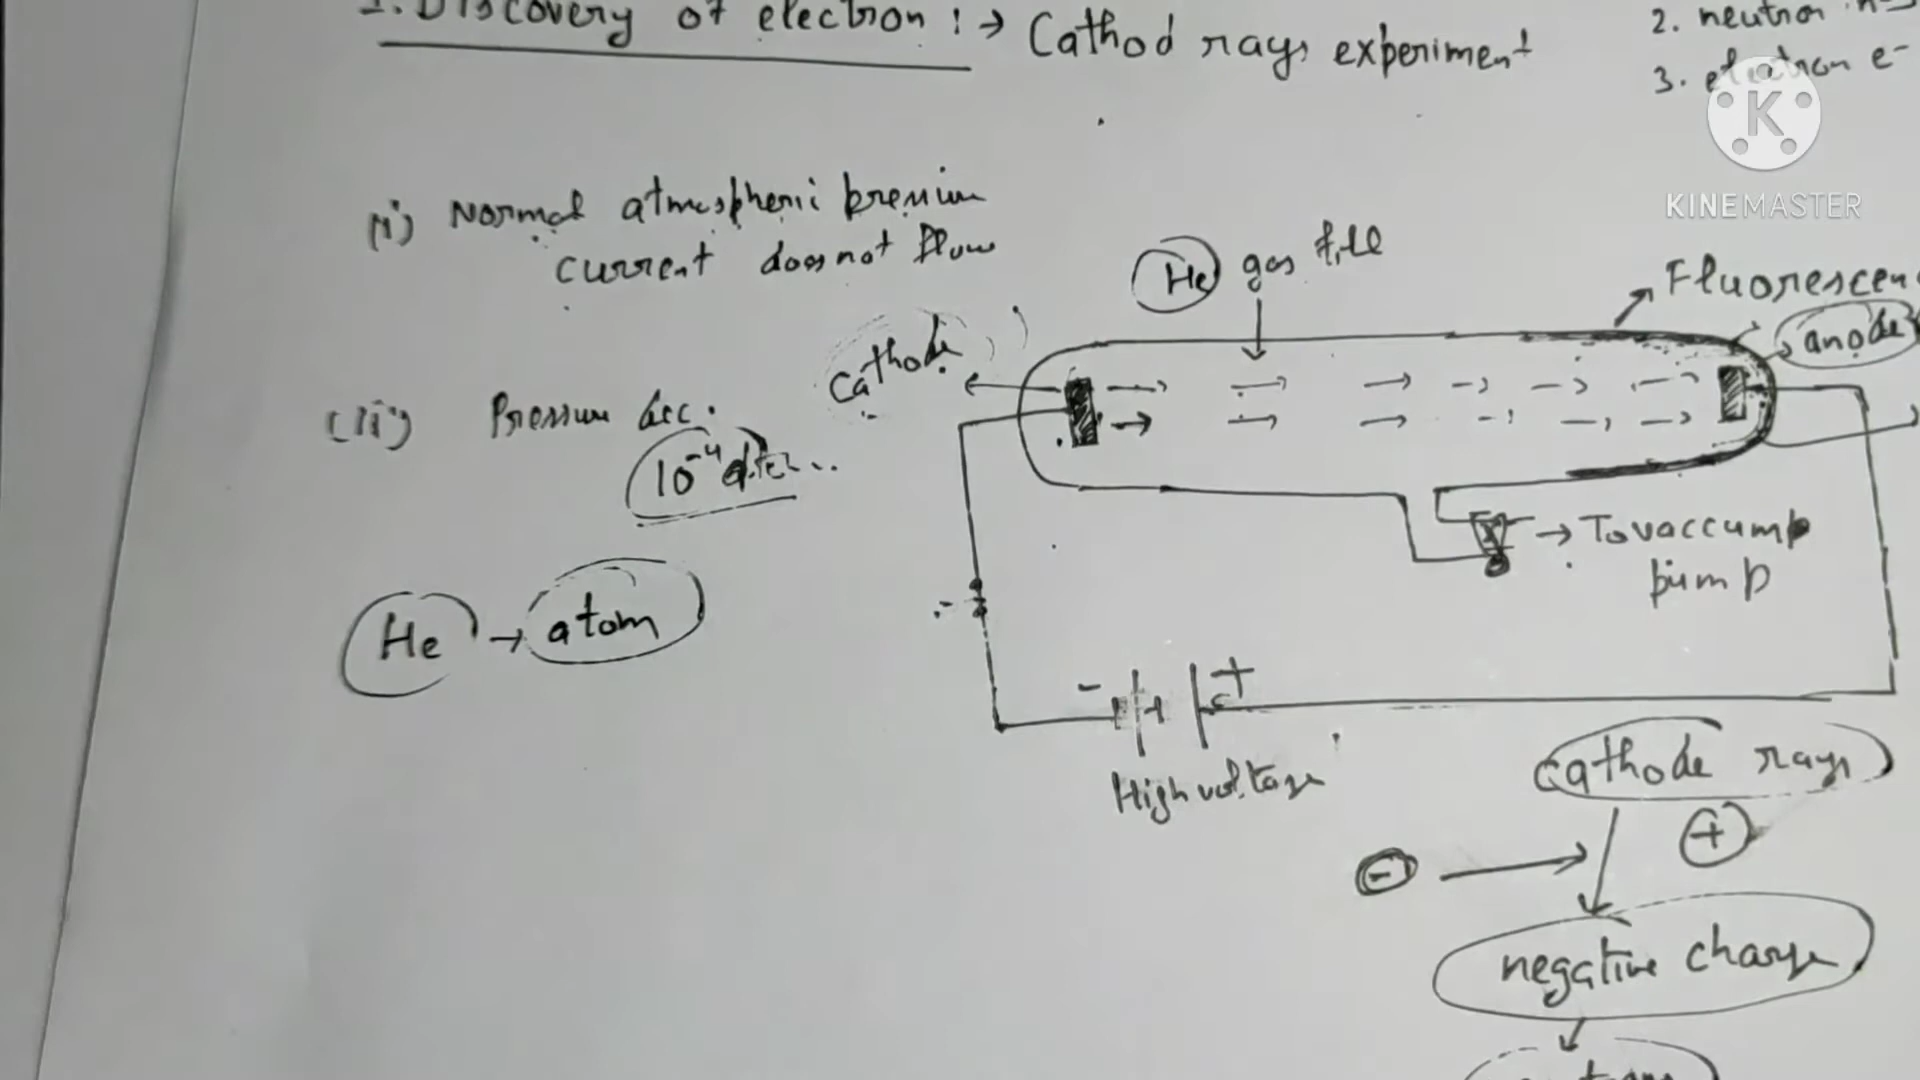 1. Discovery of electron : → Cathod rays experiment
2. neutron n→
3. electron e-
KINEMASTER
(i) Normal atmospheric pressure
current does not flow
He gas fill
Fluorescen
Cathode
anode
(ii) Pressure dec.
10-4
To vaccump
pump
He → atom
- +
High voltage
cathode rays
- → +
negative charge